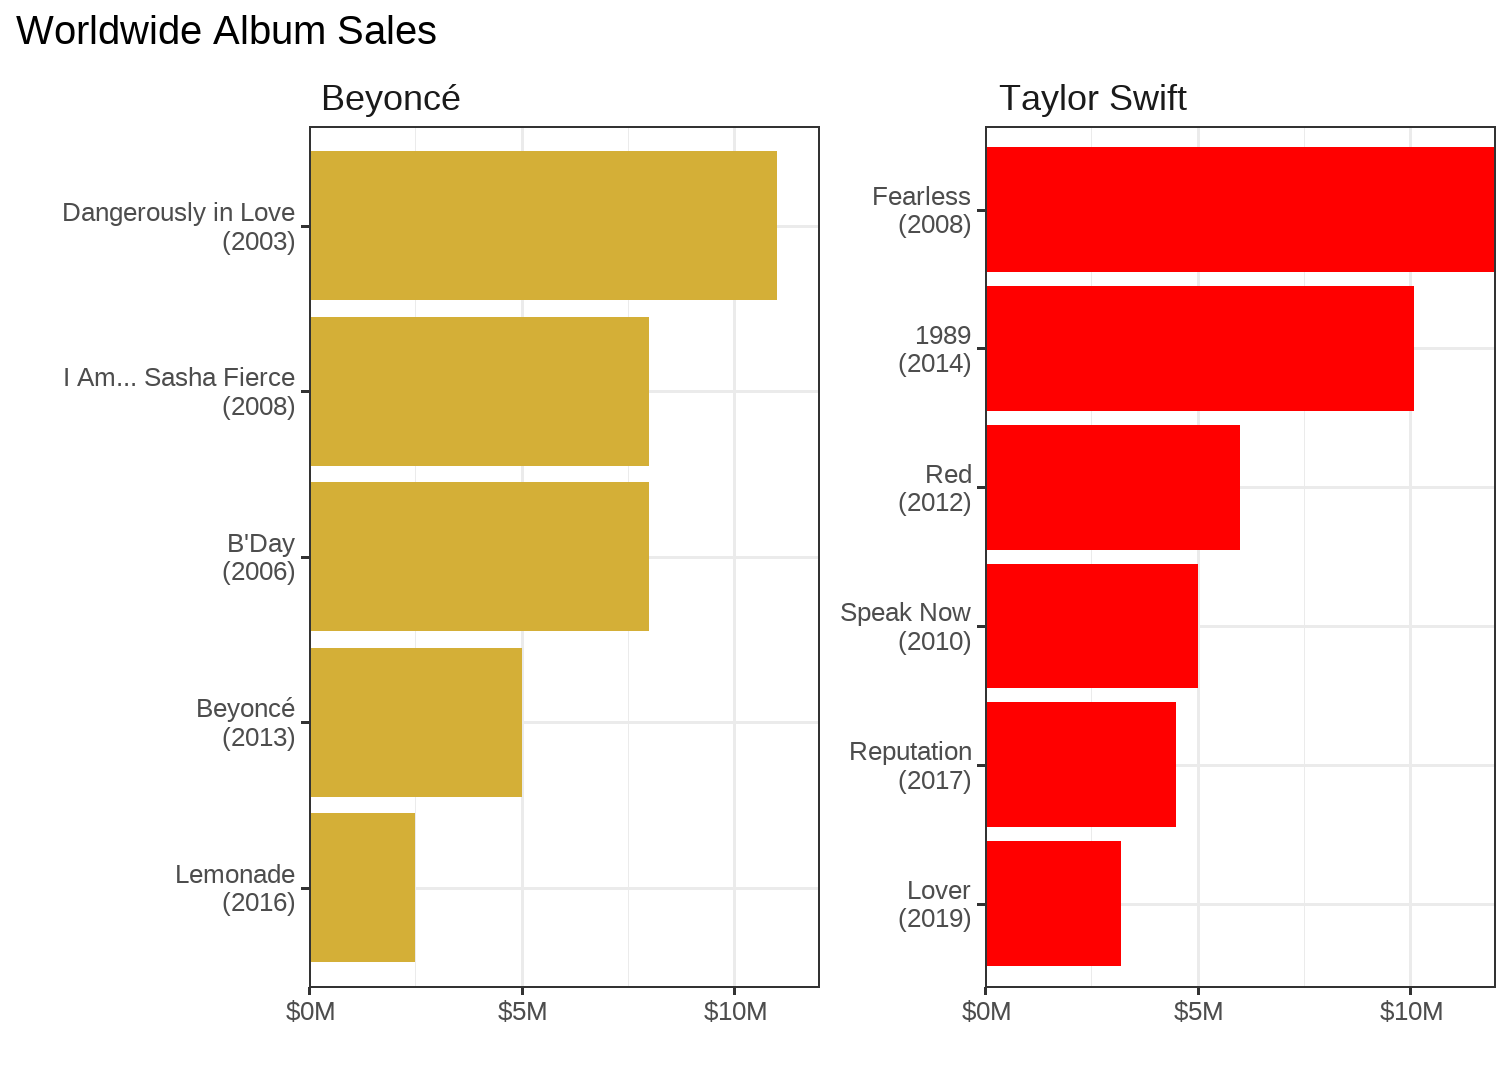 Worldwide Album Sales
Beyoncé
Dangerously in Love
(2003)
I Am... Sasha Fierce
(2008)
B'Day
(2006)
Beyoncé
(2013)
Lemonade
(2016)
$0M
$5M
$10M
Taylor Swift
Fearless
(2008)
1989
(2014)
Red
(2012)
Speak Now
(2010)
Reputation
(2017)
Lover
(2019)
$0M
$5M
$10M